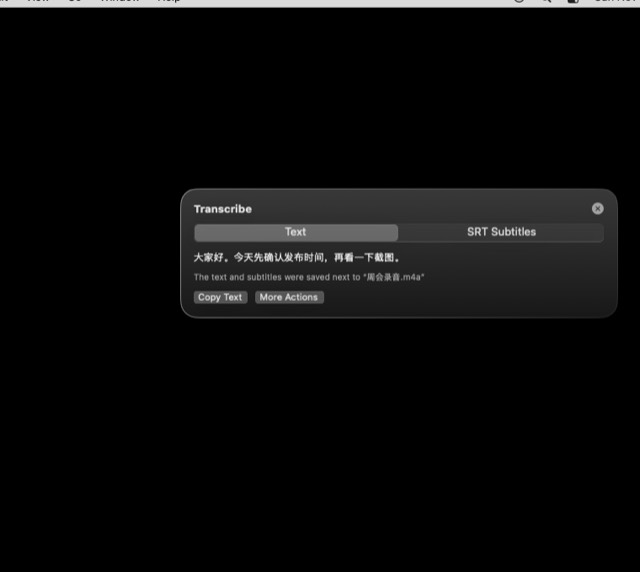 Transcribe
Text
SRT Subtitles
大家好。今天先确认发布时间，再看一下截图。
The text and subtitles were saved next to “周会录音.m4a”
Copy Text
More Actions